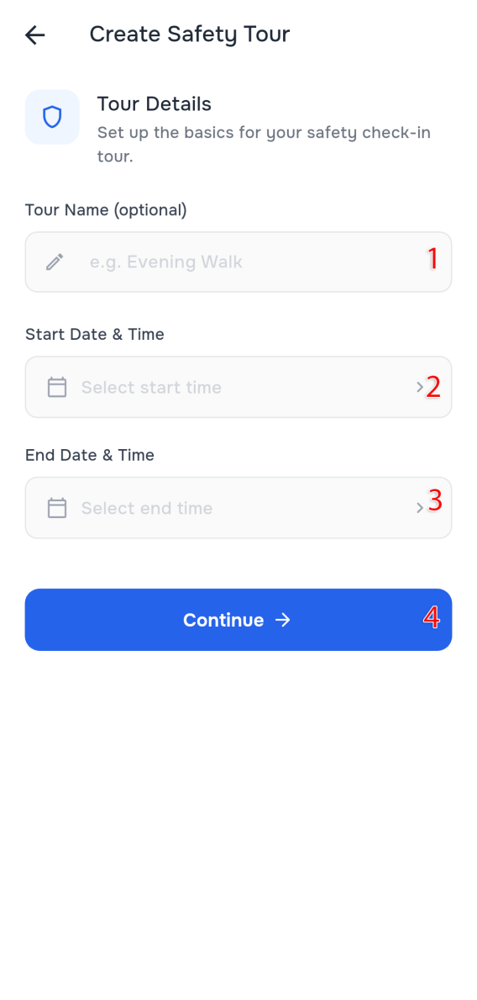 Create Safety Tour
Tour Details
Set up the basics for your safety check-in
tour.
Tour Name (optional)
e.g. Evening Walk 1
Start Date & Time
Select start time 2
End Date & Time
Select end time 3
Continue 4